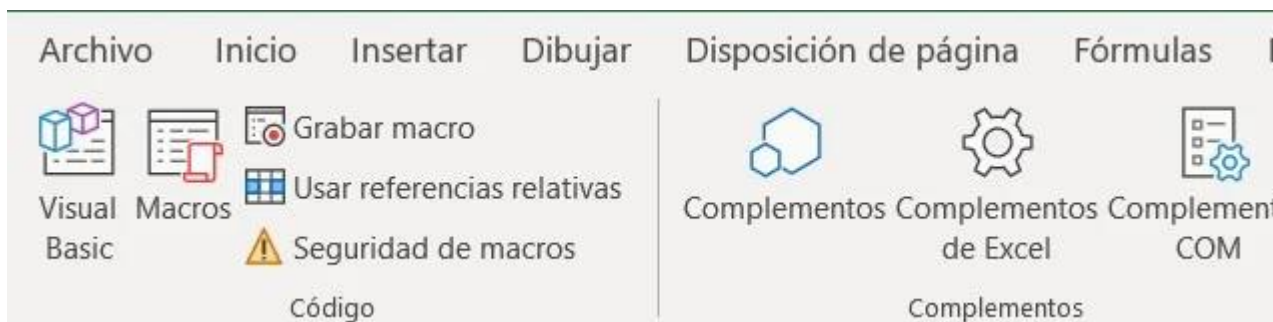 Archivo Inicio Insertar Dibujar Disposición de página Fórmulas
Grabar macro
Usar referencias relativas
Seguridad de macros
Visual Basic
Macros
Código
Complementos
Complementos de Excel
Complement COM
Complementos